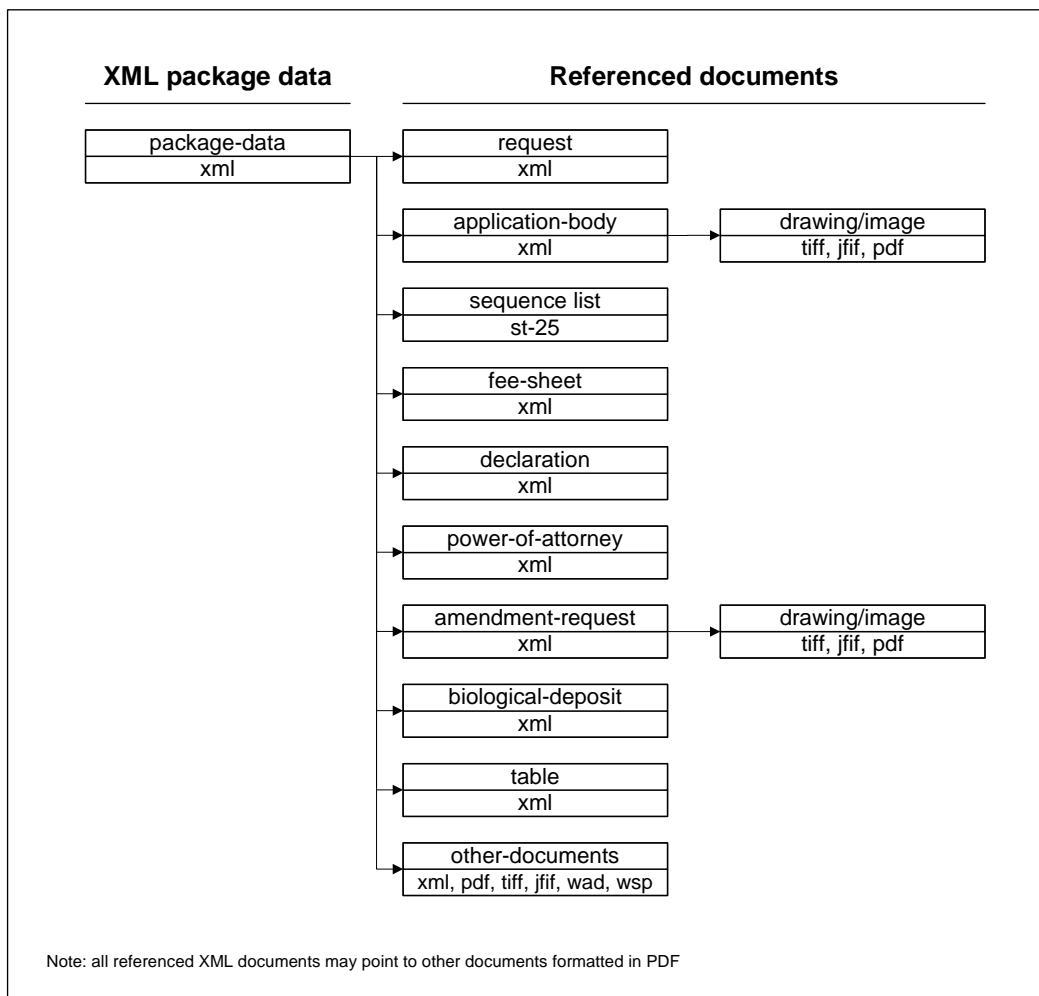 XML package data
Referenced documents
package-data
xml
request
xml
application-body
xml
drawing/image
tiff, jfif, pdf
sequence list
st-25
fee-sheet
xml
declaration
xml
power-of-attorney
xml
amendment-request
xml
drawing/image
tiff, jfif, pdf
biological-deposit
xml
table
xml
other-documents
xml, pdf, tiff, jfif, wad, wsp
Note: all referenced XML documents may point to other documents formatted in PDF